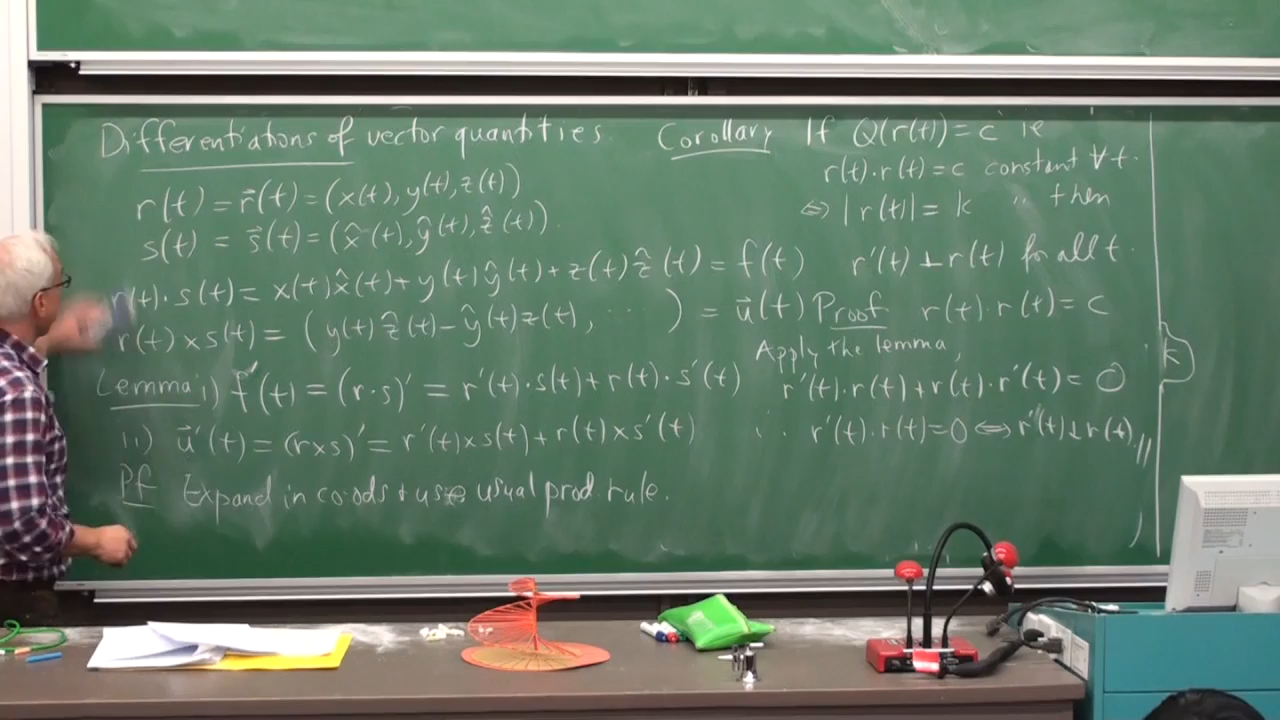 Differentiations of vector quantities
r(t) = r⃗(t) = (x(t), y(t), z(t))
s(t) = s⃗(t) = (x̂(t), ŷ(t), ẑ(t)).
r(t)·s(t) = x(t)x̂(t) + y(t)ŷ(t) + z(t)ẑ(t) = f(t)
r(t) × s(t) = (y(t)ẑ(t) - ŷ(t)z(t), ... ) = u⃗(t)
Lemma i) f'(t) = (r·s)' = r'(t)·s(t) + r(t)·s'(t)
ii) u⃗'(t) = (r×s)' = r'(t)×s(t) + r(t)×s'(t)
Pf Expand in co-ods + use usual prod. rule.
Corollary If Q(r(t)) = c ie
r(t)·r(t) = c constant ∀t.
⇔ |r(t)| = k " then
r'(t) ⊥ r(t) for all t.
Proof r(t)·r(t) = c
Apply the lemma,
r'(t)·r(t) + r(t)·r'(t) = 0
∴ r'(t)·r(t) = 0 ⇔ r'(t) ⊥ r(t). //
k